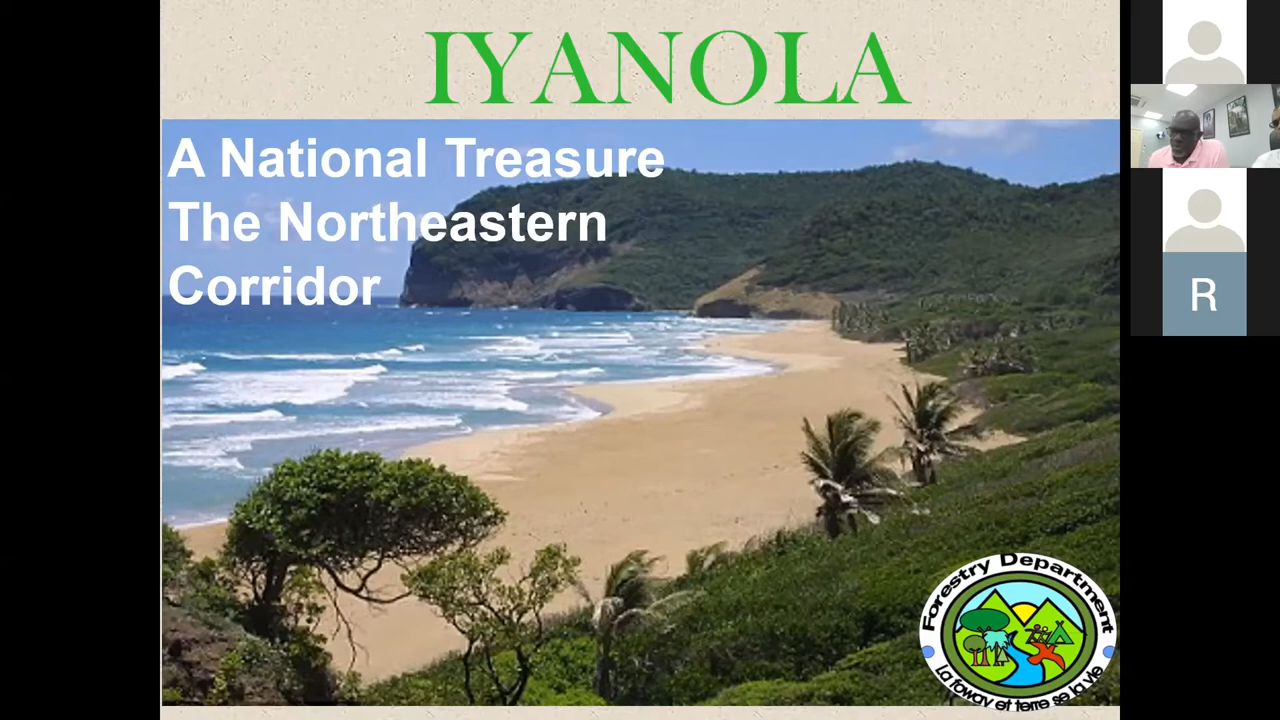 IYANOLA
A National Treasure
The Northeastern
Corridor
R
Forestry Department
La foway et terre se la vie